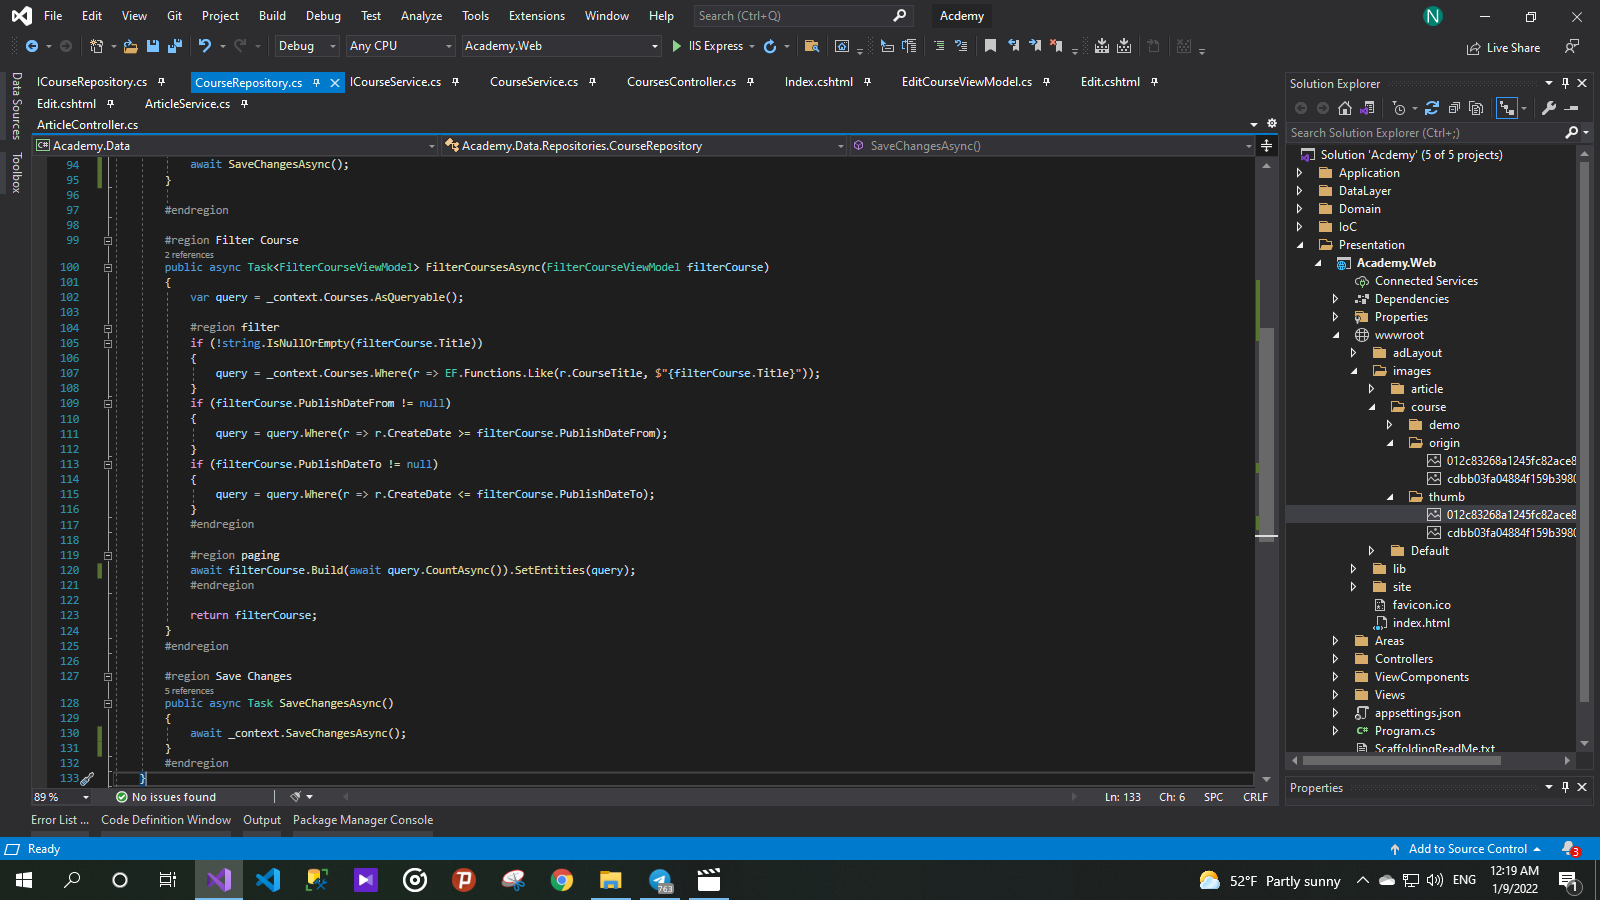 File Edit View Git Project Build Debug Test Analyze Tools Extensions Window Help Search (Ctrl+Q) Acdemy N
Debug Any CPU Academy.Web IIS Express Live Share
ICourseRepository.cs CourseRepository.cs ICourseService.cs CourseService.cs CoursesController.cs Index.cshtml EditCourseViewModel.cs Edit.cshtml
Edit.cshtml ArticleService.cs
ArticleController.cs
Data Sources
Toolbox
C# Academy.Data Academy.Data.Repositories.CourseRepository SaveChangesAsync()
94 await SaveChangesAsync();
95 }
96
97 #endregion
98
99 #region Filter Course
2 references
100 public async Task<FilterCourseViewModel> FilterCoursesAsync(FilterCourseViewModel filterCourse)
101 {
102 var query = _context.Courses.AsQueryable();
103
104 #region filter
105 if (!string.IsNullOrEmpty(filterCourse.Title))
106 {
107 query = _context.Courses.Where(r => EF.Functions.Like(r.CourseTitle, $"{filterCourse.Title}"));
108 }
109 if (filterCourse.PublishDateFrom != null)
110 {
111 query = query.Where(r => r.CreateDate >= filterCourse.PublishDateFrom);
112 }
113 if (filterCourse.PublishDateTo != null)
114 {
115 query = query.Where(r => r.CreateDate <= filterCourse.PublishDateTo);
116 }
117 #endregion
118
119 #region paging
120 await filterCourse.Build(await query.CountAsync()).SetEntities(query);
121 #endregion
122
123 return filterCourse;
124 }
125 #endregion
126
127 #region Save Changes
5 references
128 public async Task SaveChangesAsync()
129 {
130 await _context.SaveChangesAsync();
131 }
132 #endregion
133 }
89 % No issues found Ln: 133 Ch: 6 SPC CRLF
Solution Explorer
Search Solution Explorer (Ctrl+;)
Solution 'Acdemy' (5 of 5 projects)
Application
DataLayer
Domain
IoC
Presentation
Academy.Web
Connected Services
Dependencies
Properties
wwwroot
adLayout
images
article
course
demo
origin
012c83268a1245fc82ace8
cdbb03fa04884f159b3980
thumb
012c83268a1245fc82ace8
cdbb03fa04884f159b3980
Default
lib
site
favicon.ico
index.html
Areas
Controllers
ViewComponents
Views
appsettings.json
C# Program.cs
ScaffoldingReadMe.txt
Properties
Error List ... Code Definition Window Output Package Manager Console
Ready Add to Source Control 3
763 52°F Partly sunny ENG 12:19 AM 1
1/9/2022